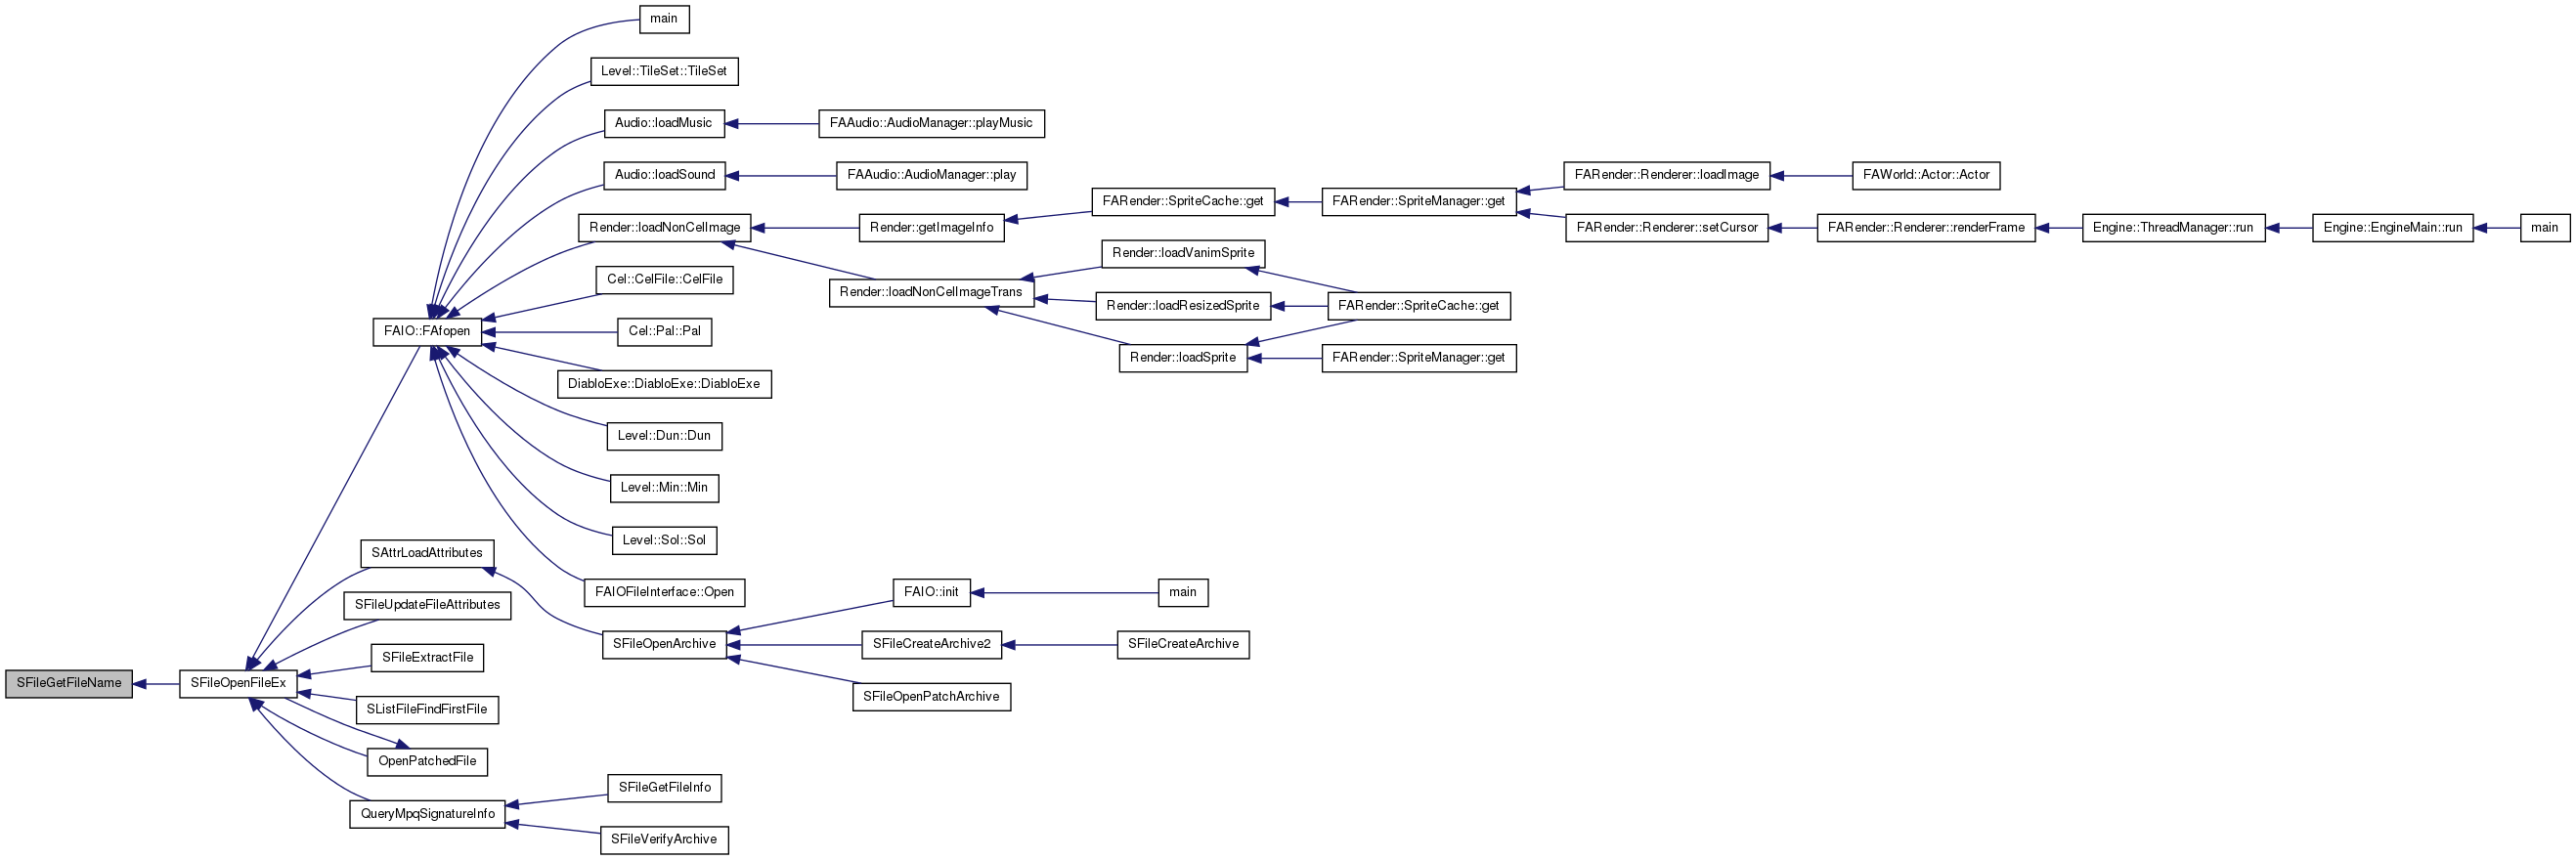 main
Level::TileSet::TileSet
Audio::loadMusic
FAAudio::AudioManager::playMusic
Audio::loadSound
FAAudio::AudioManager::play
FARender::Renderer::loadImage
FAWorld::Actor::Actor
FARender::SpriteCache::get
FARender::SpriteManager::get
Render::loadNonCelImage
Render::getImageInfo
FARender::Renderer::setCursor
FARender::Renderer::renderFrame
Engine::ThreadManager::run
Engine::EngineMain::run
main
Render::loadVanimSprite
Cel::CelFile::CelFile
Render::loadNonCelImageTrans
Render::loadResizedSprite
FARender::SpriteCache::get
FAIO::FAfopen
Cel::Pal::Pal
Render::loadSprite
FARender::SpriteManager::get
DiabloExe::DiabloExe::DiabloExe
Level::Dun::Dun
Level::Min::Min
Level::Sol::Sol
SAttrLoadAttributes
FAIOFileInterface::Open
FAIO::init
main
SFileUpdateFileAttributes
SFileOpenArchive
SFileCreateArchive2
SFileCreateArchive
SFileExtractFile
SFileGetFileName
SFileOpenFileEx
SFileOpenPatchArchive
SListFileFindFirstFile
OpenPatchedFile
SFileGetFileInfo
QueryMpqSignatureInfo
SFileVerifyArchive